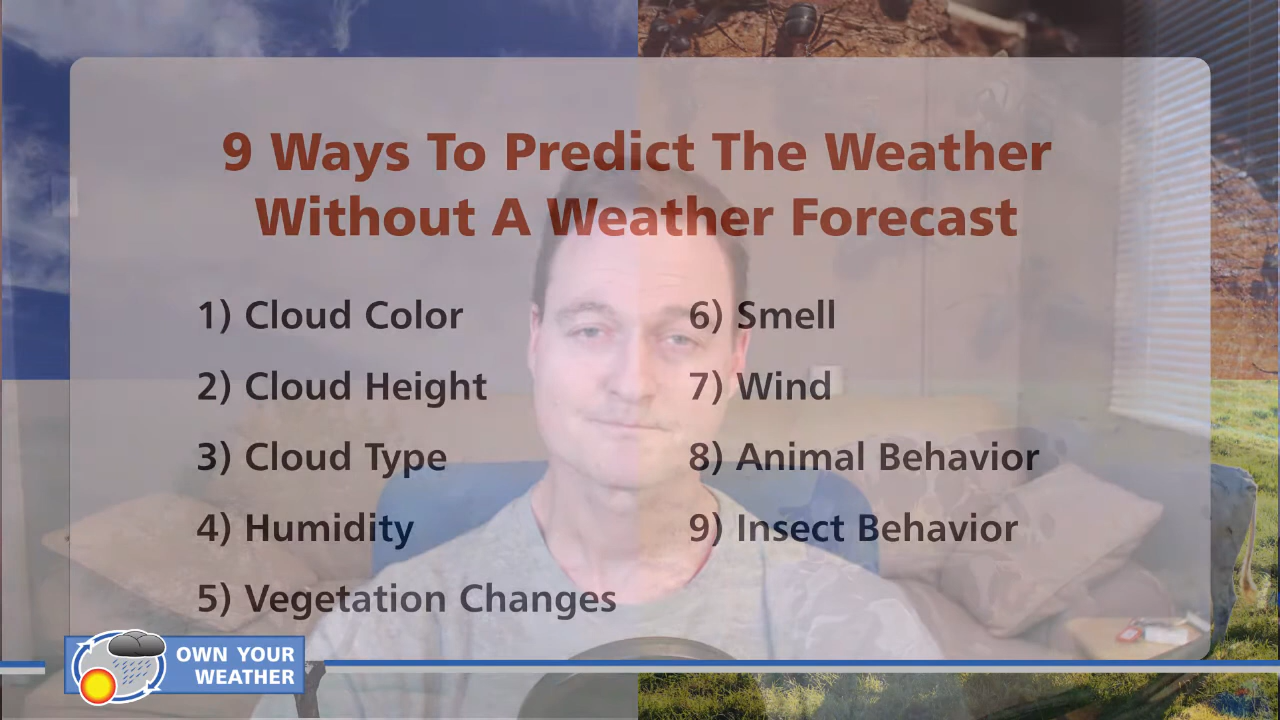 9 Ways To Predict The Weather
Without A Weather Forecast
1) Cloud Color
2) Cloud Height
3) Cloud Type
4) Humidity
5) Vegetation Changes
6) Smell
7) Wind
8) Animal Behavior
9) Insect Behavior
OWN YOUR
WEATHER